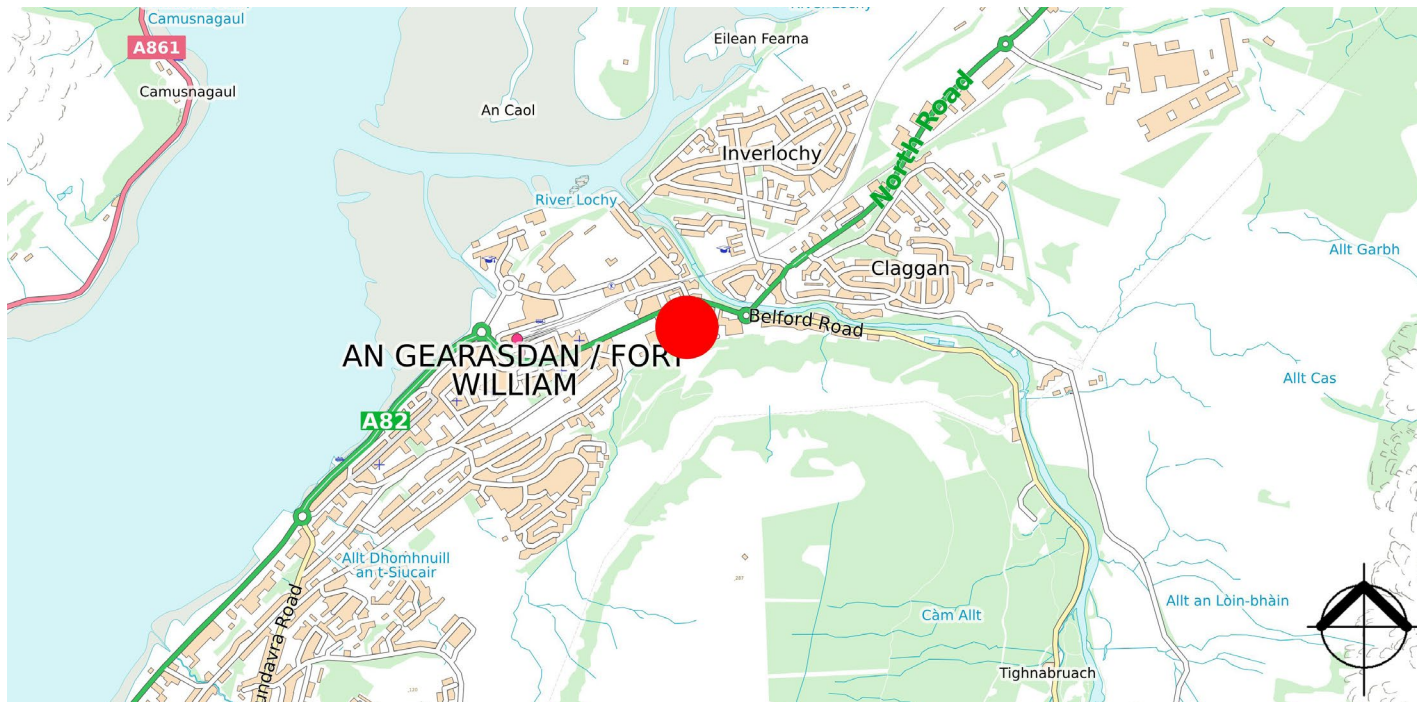 Camusnagaul
A861
Camusnagaul
Eilean Fearna
An Caol
North Road
Inverlochy
River Lochy
Allt Garbh
Claggan
Belford Road
AN GEARASDAN / FORT
WILLIAM
Allt Cas
A82
Allt Dhomhnuill
an t-Siucair
Allt an Lòin-bhàin
Càm Allt
Tighnabruach
Road